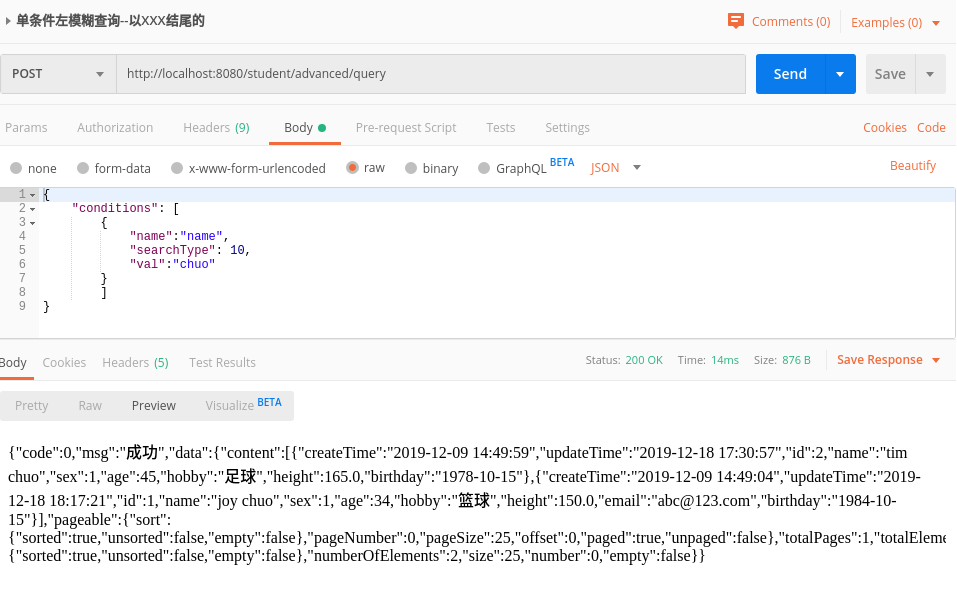 单条件左模糊查询--以XXX结尾的
Comments (0)
Examples (0)
POST
http://localhost:8080/student/advanced/query
Send
Save
Params
Authorization
Headers (9)
Body
Pre-request Script
Tests
Settings
Cookies
Code
none
form-data
x-www-form-urlencoded
raw
binary
GraphQL BETA
JSON
Beautify
1 {
2 "conditions": [
3 {
4 "name":"name",
5 "searchType": 10,
6 "val":"chuo"
7 }
8 ]
9 }
Body
Cookies
Headers (5)
Test Results
Status: 200 OK
Time: 14ms
Size: 876 B
Save Response
Pretty
Raw
Preview
Visualize BETA
{"code":0,"msg":"成功","data":{"content":[{"createTime":"2019-12-09 14:49:59","updateTime":"2019-12-18 17:30:57","id":2,"name":"tim
chuo","sex":1,"age":45,"hobby":"足球","height":165.0,"birthday":"1978-10-15"},{"createTime":"2019-12-09 14:49:04","updateTime":"2019-
12-18 18:17:21","id":1,"name":"joy chuo","sex":1,"age":34,"hobby":"篮球","height":150.0,"email":"abc@123.com","birthday":"1984-10-
15"}],"pageable":{"sort":
{"sorted":true,"unsorted":false,"empty":false},"pageNumber":0,"pageSize":25,"offset":0,"paged":true,"unpaged":false},"totalPages":1,"totalEleme
{"sorted":true,"unsorted":false,"empty":false},"numberOfElements":2,"size":25,"number":0,"empty":false}}